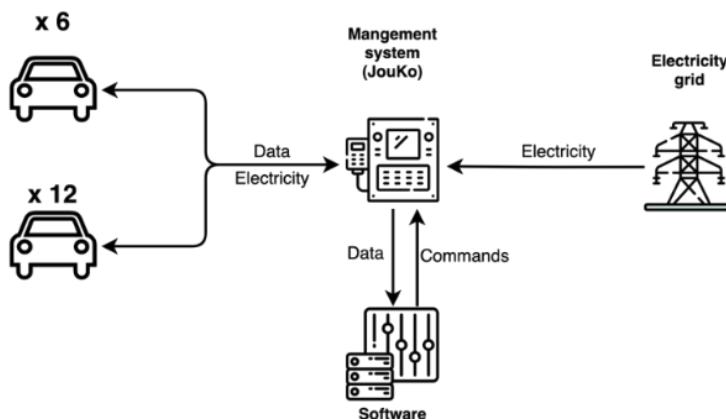 x 6
Mangement
system
(JouKo)
Electricity
grid
Data
Electricity
Electricity
x 12
Data
Commands
Software